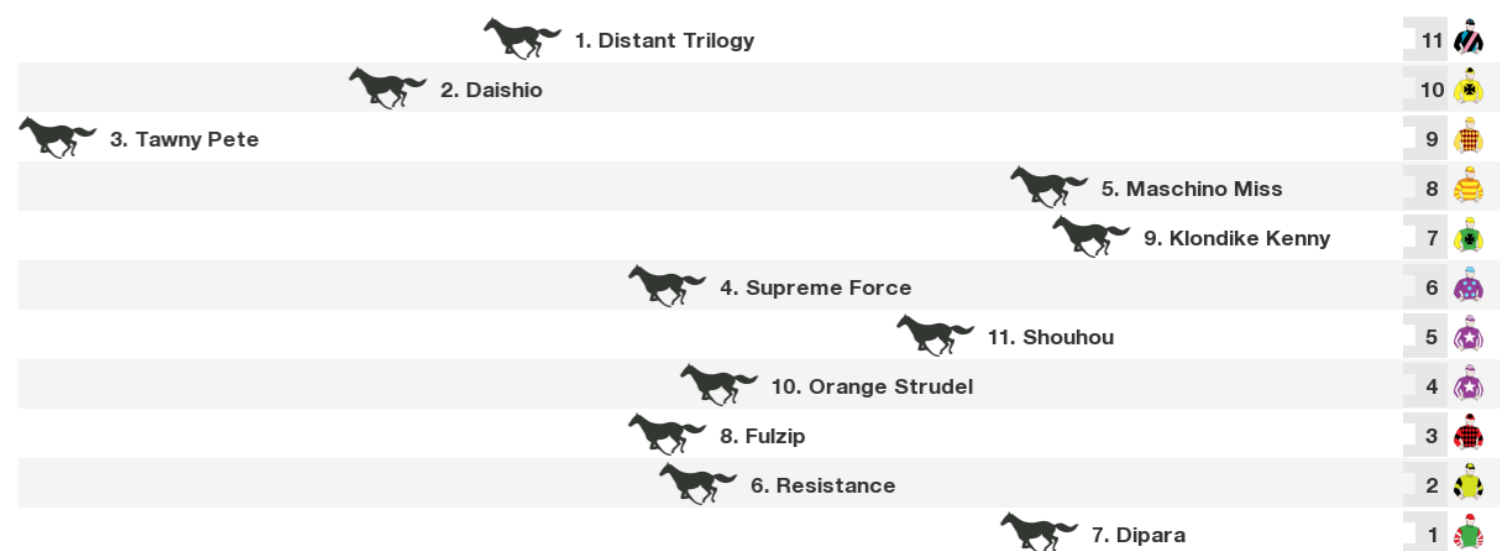 1. Distant Trilogy 11
2. Daishio 10
3. Tawny Pete 9
5. Maschino Miss 8
9. Klondike Kenny 7
4. Supreme Force 6
11. Shouhou 5
10. Orange Strudel 4
8. Fulzip 3
6. Resistance 2
7. Dipara 1